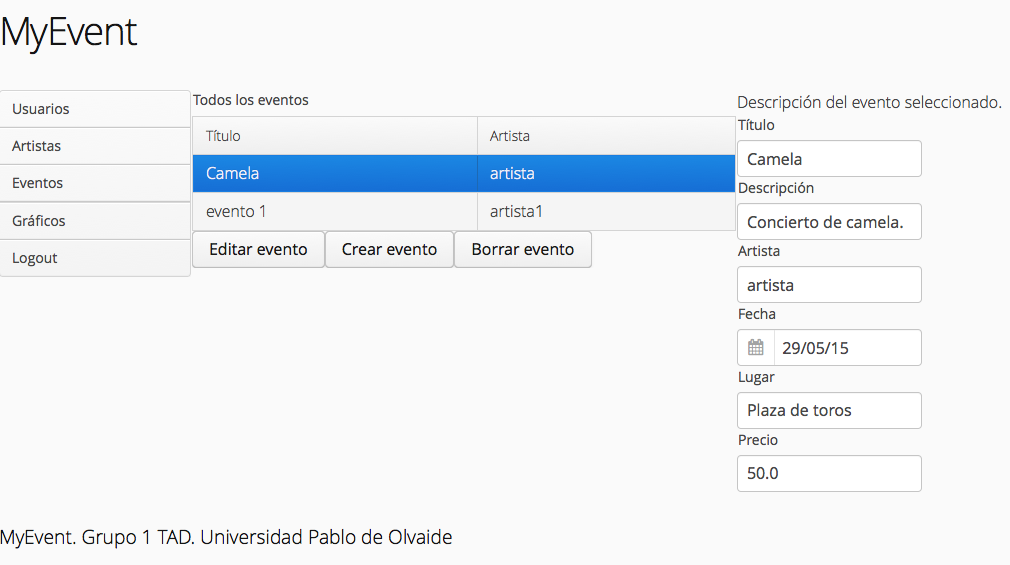 MyEvent
Usuarios
Artistas
Eventos
Gráficos
Logout
Todos los eventos
Título Artista
Camela artista
evento 1 artista1
Editar evento Crear evento Borrar evento
Descripción del evento seleccionado.
Título
Camela
Descripción
Concierto de camela.
Artista
artista
Fecha
29/05/15
Lugar
Plaza de toros
Precio
50.0
MyEvent. Grupo 1 TAD. Universidad Pablo de Olvaide